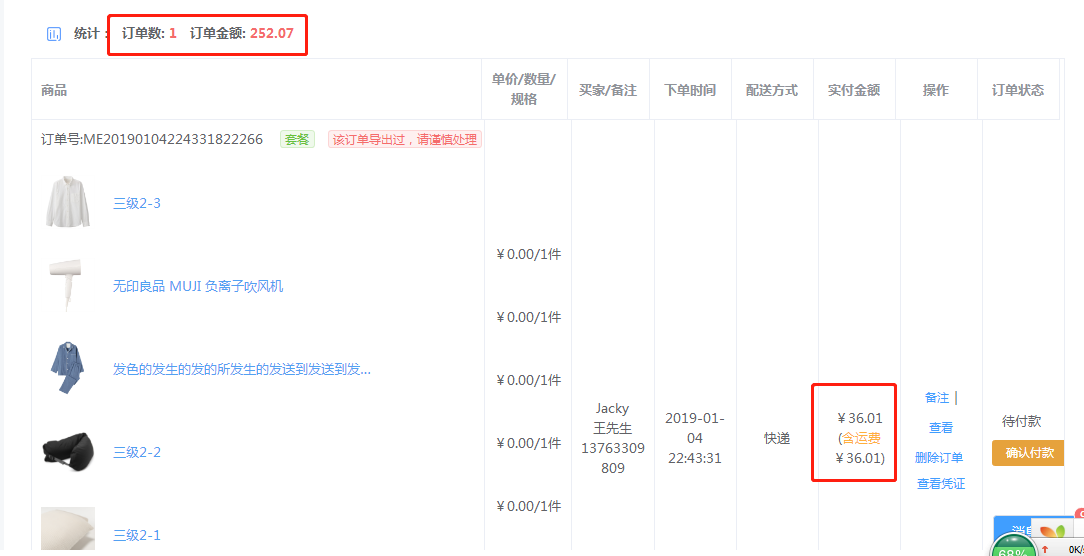 统计： 订单数: 1 订单金额: 252.07
商品 单价/数量/规格 买家/备注 下单时间 配送方式 实付金额 操作 订单状态
订单号:ME20190104224331822266 套餐 该订单导出过，请谨慎处理
三级2-3
¥0.00/1件
无印良品 MUJI 负离子吹风机
¥0.00/1件
发色的发生的发的所发生的发送到发送到发...
¥0.00/1件
三级2-2
¥0.00/1件
三级2-1
¥0.00/1件
Jacky
王先生
13763309
809
2019-01-
04
22:43:31
快递
¥36.01
(含运费
¥36.01)
备注 |
查看
删除订单
查看凭证
待付款
确认付款
68%
0K/